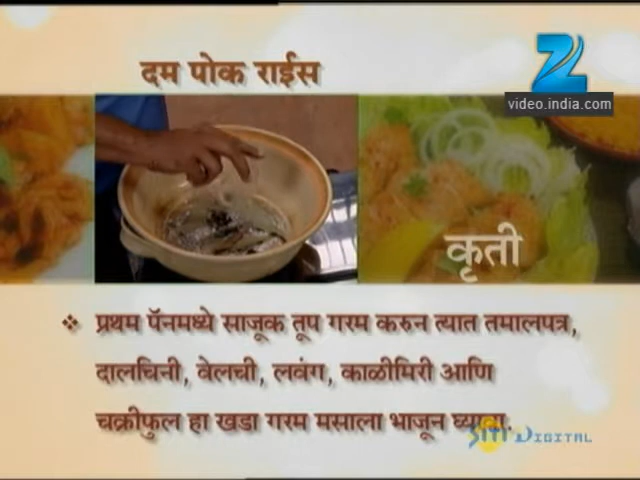 दम पोक राईस
Z
video.india.com
कृती
❖ प्रथम पॅनमध्ये साजूक तूप गरम करुन त्यात तमालपत्र,
दालचिनी, वेलची, लवंग, काळीमिरी आणि
चक्रीफुल हा खडा गरम मसाला भाजून घ्यावा.
SITI DIGITAL